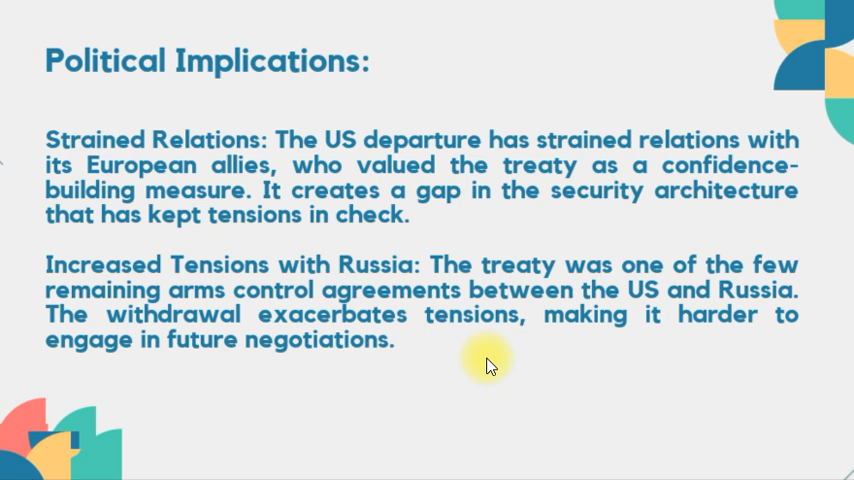 Political Implications:
Strained Relations: The US departure has strained relations with
its European allies, who valued the treaty as a confidence-
building measure. It creates a gap in the security architecture
that has kept tensions in check.
Increased Tensions with Russia: The treaty was one of the few
remaining arms control agreements between the US and Russia.
The withdrawal exacerbates tensions, making it harder to
engage in future negotiations.